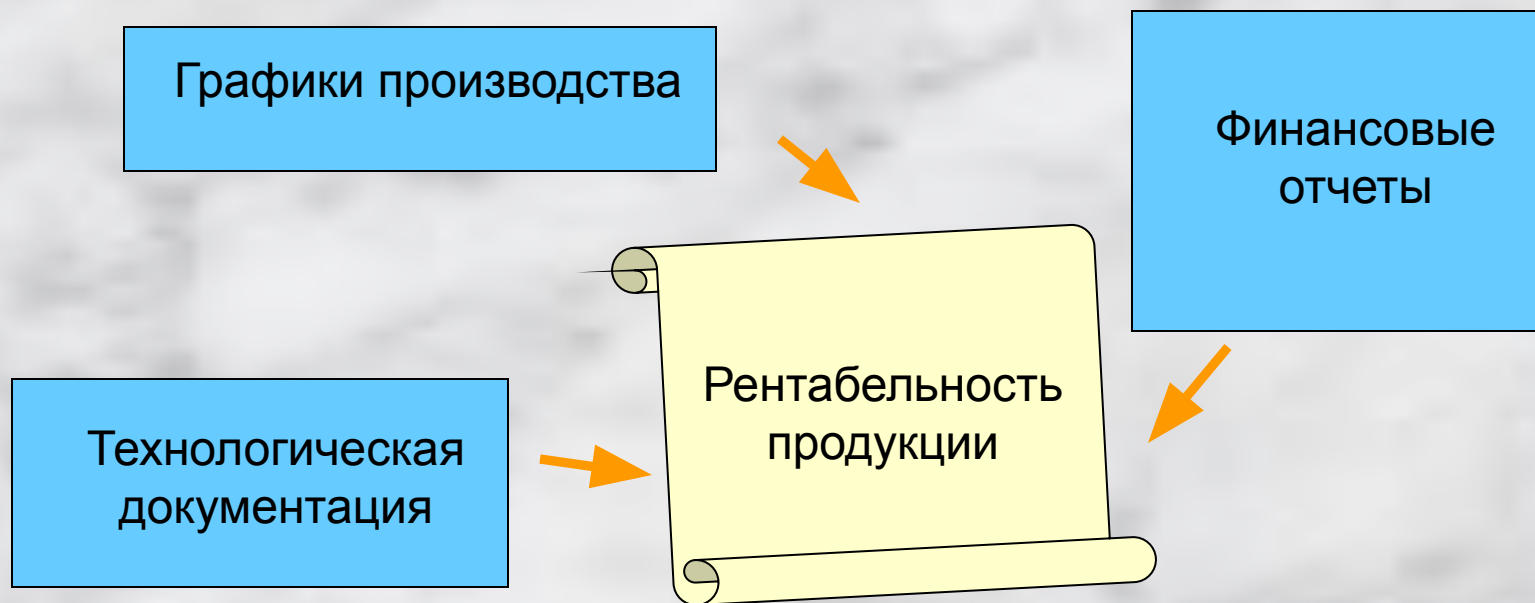 Графики производства
Финансовые
отчеты
Рентабельность
продукции
Технологическая
документация